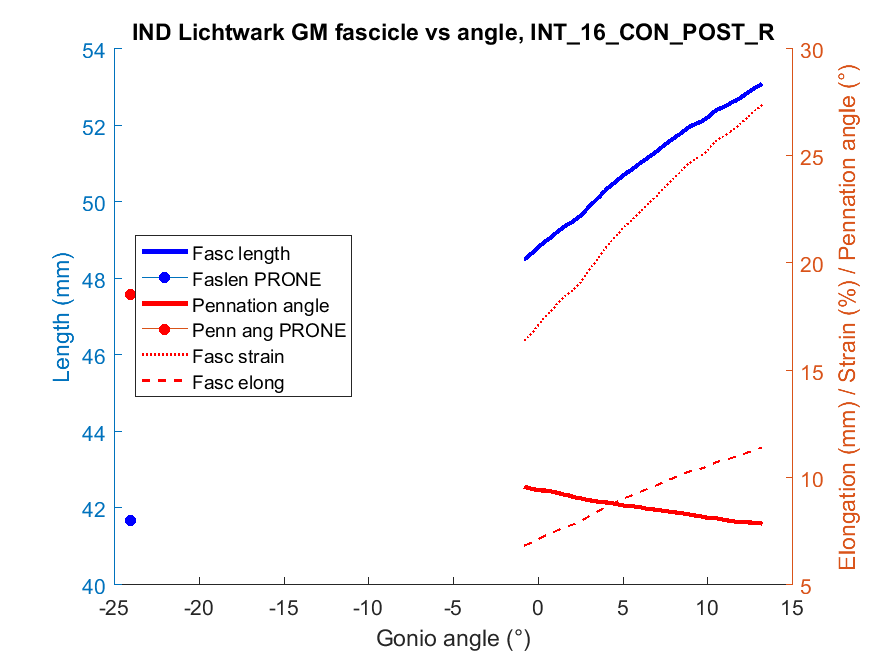 IND Lichtwark GM fascicle vs angle, INT_16_CON_POST_R
54
52
50
48
46
44
42
40
Length (mm)
30
25
20
15
10
5
Elongation (mm) / Strain (%) / Pennation angle (°)
Fasc length
Faslen PRONE
Pennation angle
Penn ang PRONE
Fasc strain
Fasc elong
-25 -20 -15 -10 -5 0 5 10 15
Gonio angle (°)